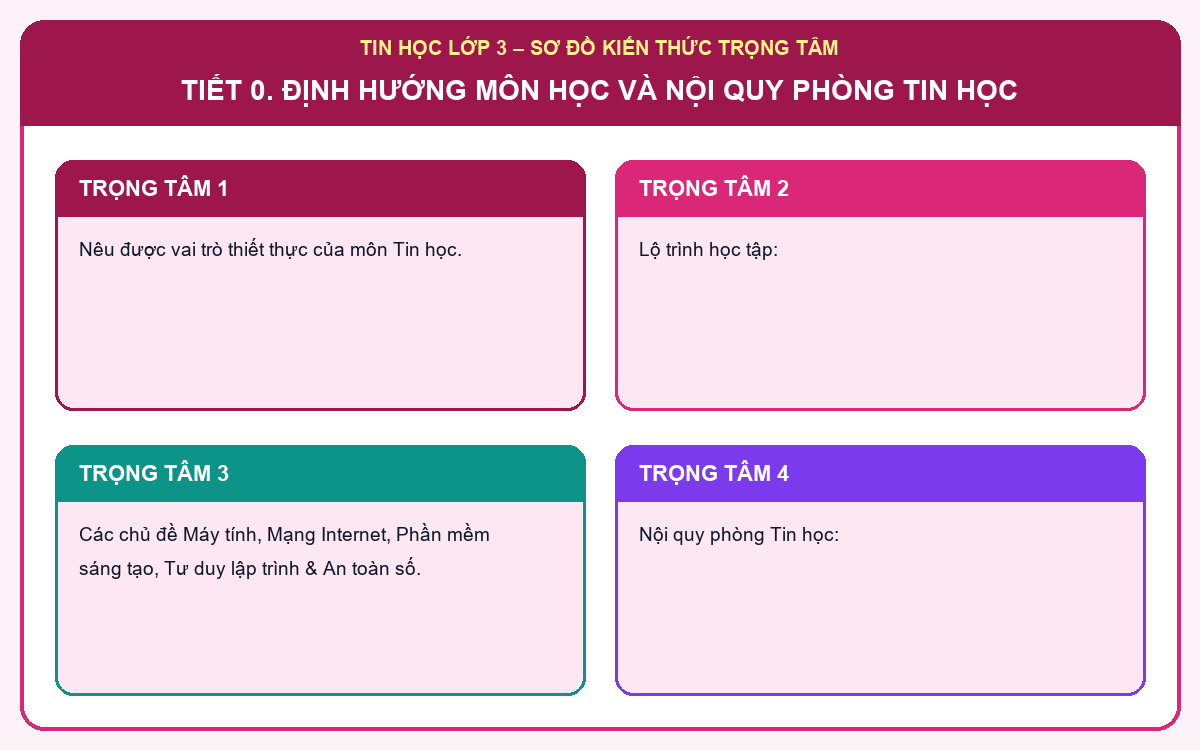 TIN HỌC LỚP 3 – SƠ ĐỒ KIẾN THỨC TRỌNG TÂM
TIẾT 0. ĐỊNH HƯỚNG MÔN HỌC VÀ NỘI QUY PHÒNG TIN HỌC
TRỌNG TÂM 1
Nêu được vai trò thiết thực của môn Tin học.
TRỌNG TÂM 2
Lộ trình học tập:
TRỌNG TÂM 3
Các chủ đề Máy tính, Mạng Internet, Phần mềm
sáng tạo, Tư duy lập trình & An toàn số.
TRỌNG TÂM 4
Nội quy phòng Tin học: